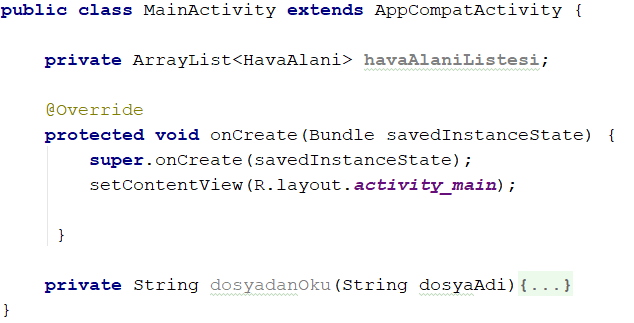 public class MainActivity extends AppCompatActivity {
private ArrayList<HavaAlani> havaAlaniListesi;
@Override
protected void onCreate(Bundle savedInstanceState) {
super.onCreate(savedInstanceState);
setContentView(R.layout.activity_main);
}
private String dosyadanOku(String dosyaAdi){...}
}